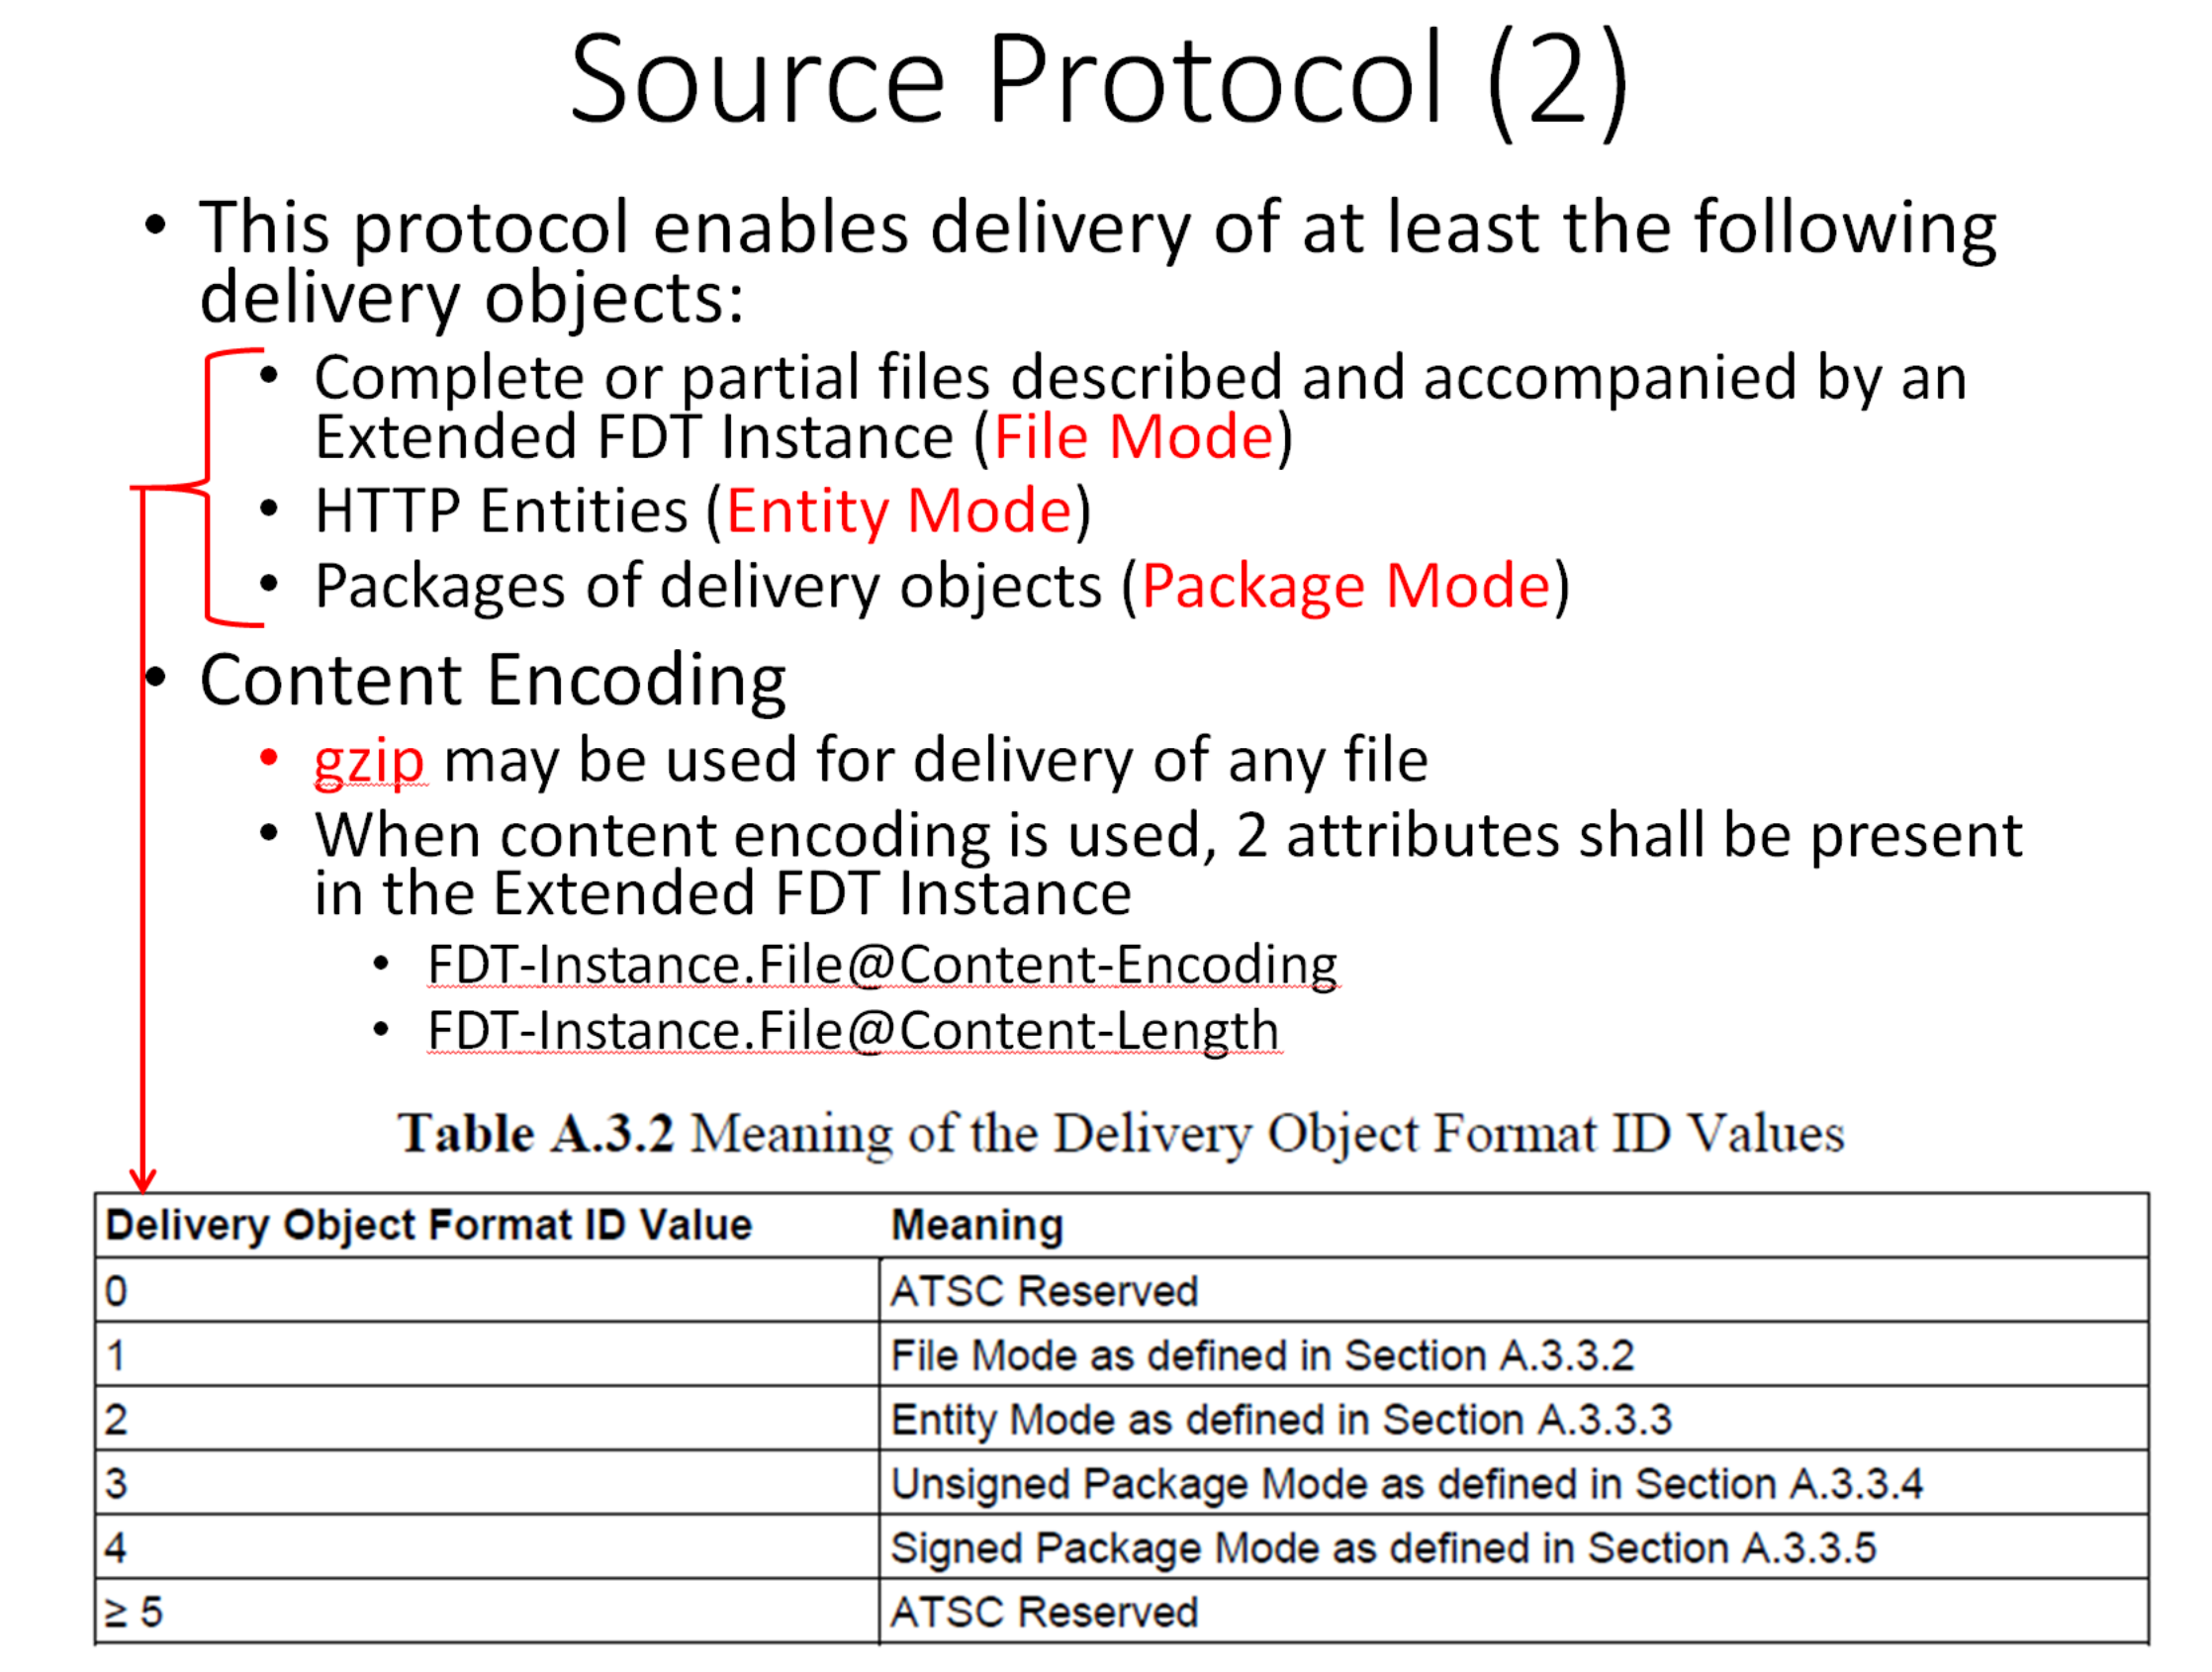 Source Protocol (2)
• This protocol enables delivery of at least the following
delivery objects:
• Complete or partial files described and accompanied by an
Extended FDT Instance (File Mode)
• HTTP Entities (Entity Mode)
• Packages of delivery objects (Package Mode)
• Content Encoding
• gzip may be used for delivery of any file
• When content encoding is used, 2 attributes shall be present
in the Extended FDT Instance
• FDT-Instance.File@Content-Encoding
• FDT-Instance.File@Content-Length
Table A.3.2 Meaning of the Delivery Object Format ID Values
Delivery Object Format ID Value Meaning
0 ATSC Reserved
1 File Mode as defined in Section A.3.3.2
2 Entity Mode as defined in Section A.3.3.3
3 Unsigned Package Mode as defined in Section A.3.3.4
4 Signed Package Mode as defined in Section A.3.3.5
≥ 5 ATSC Reserved